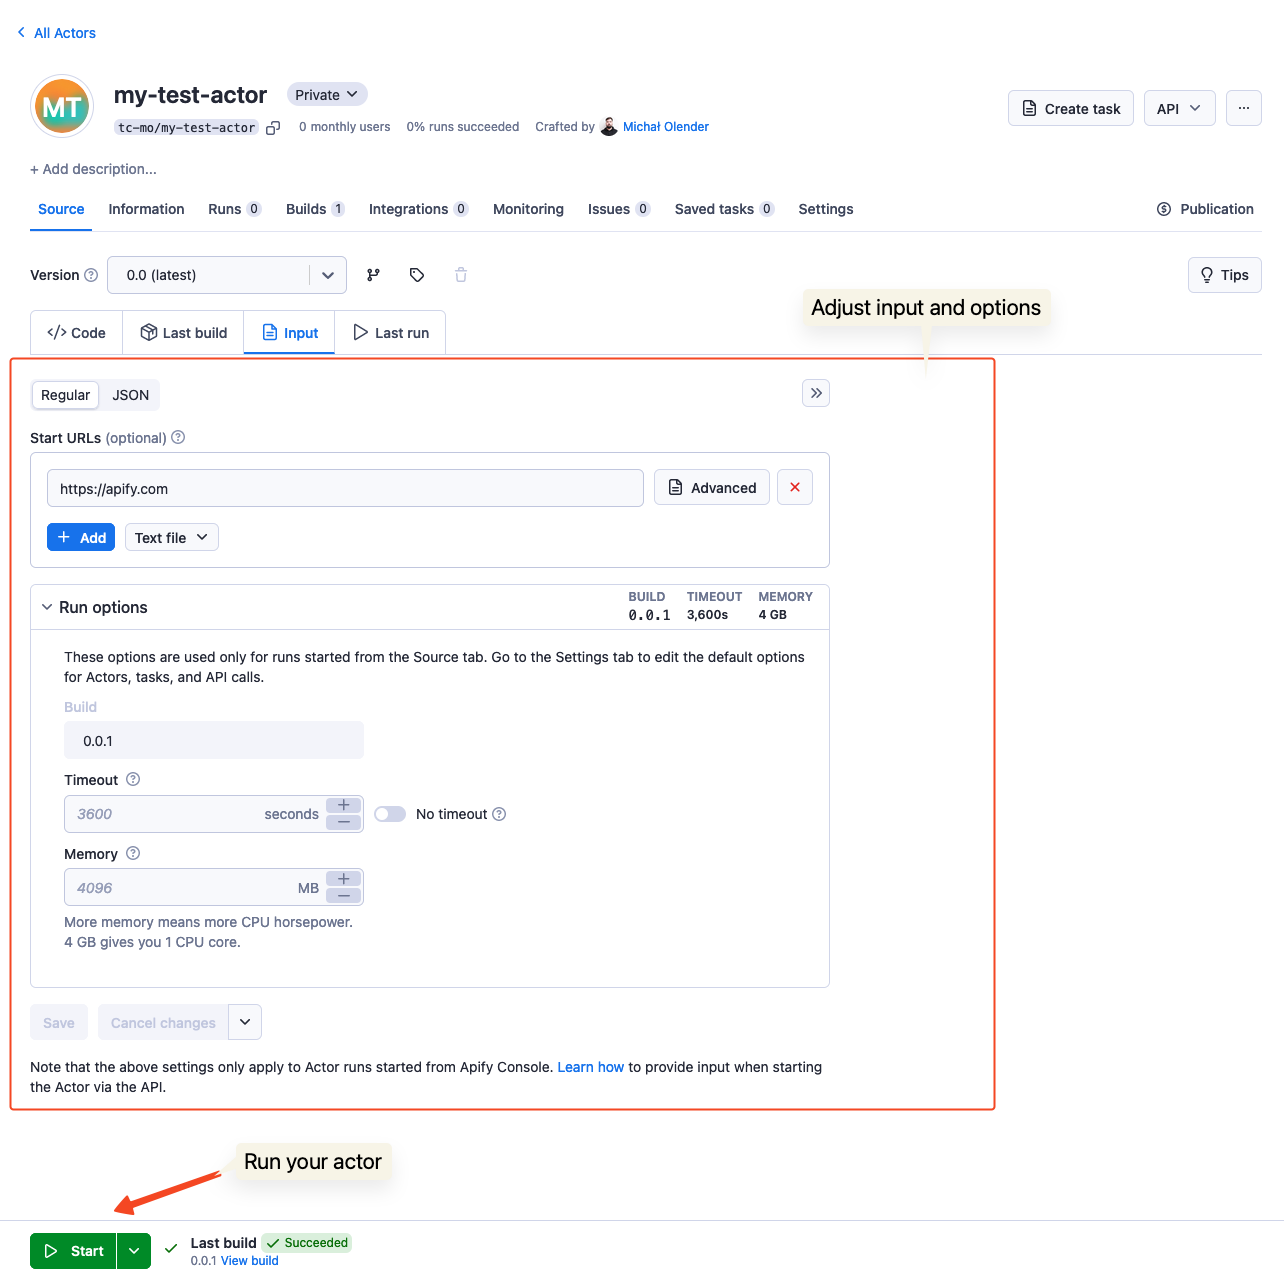 All Actors
MT
my-test-actor Private
tc-mo/my-test-actor 0 monthly users 0% runs succeeded Crafted by Michał Olender
Create task API ...
+ Add description...
Source Information Runs 0 Builds 1 Integrations 0 Monitoring Issues 0 Saved tasks 0 Settings Publication
Version 0.0 (latest) Tips
Adjust input and options
</> Code Last build Input Last run
Regular JSON
Start URLs (optional)
https://apify.com Advanced
+ Add Text file
Run options
BUILD TIMEOUT MEMORY
0.0.1 3,600s 4 GB
These options are used only for runs started from the Source tab. Go to the Settings tab to edit the default options
for Actors, tasks, and API calls.
Build
0.0.1
Timeout
3600 seconds No timeout
Memory
4096 MB
More memory means more CPU horsepower.
4 GB gives you 1 CPU core.
Save Cancel changes
Note that the above settings only apply to Actor runs started from Apify Console. Learn how to provide input when starting
the Actor via the API.
Run your actor
Start
Last build Succeeded
0.0.1 View build